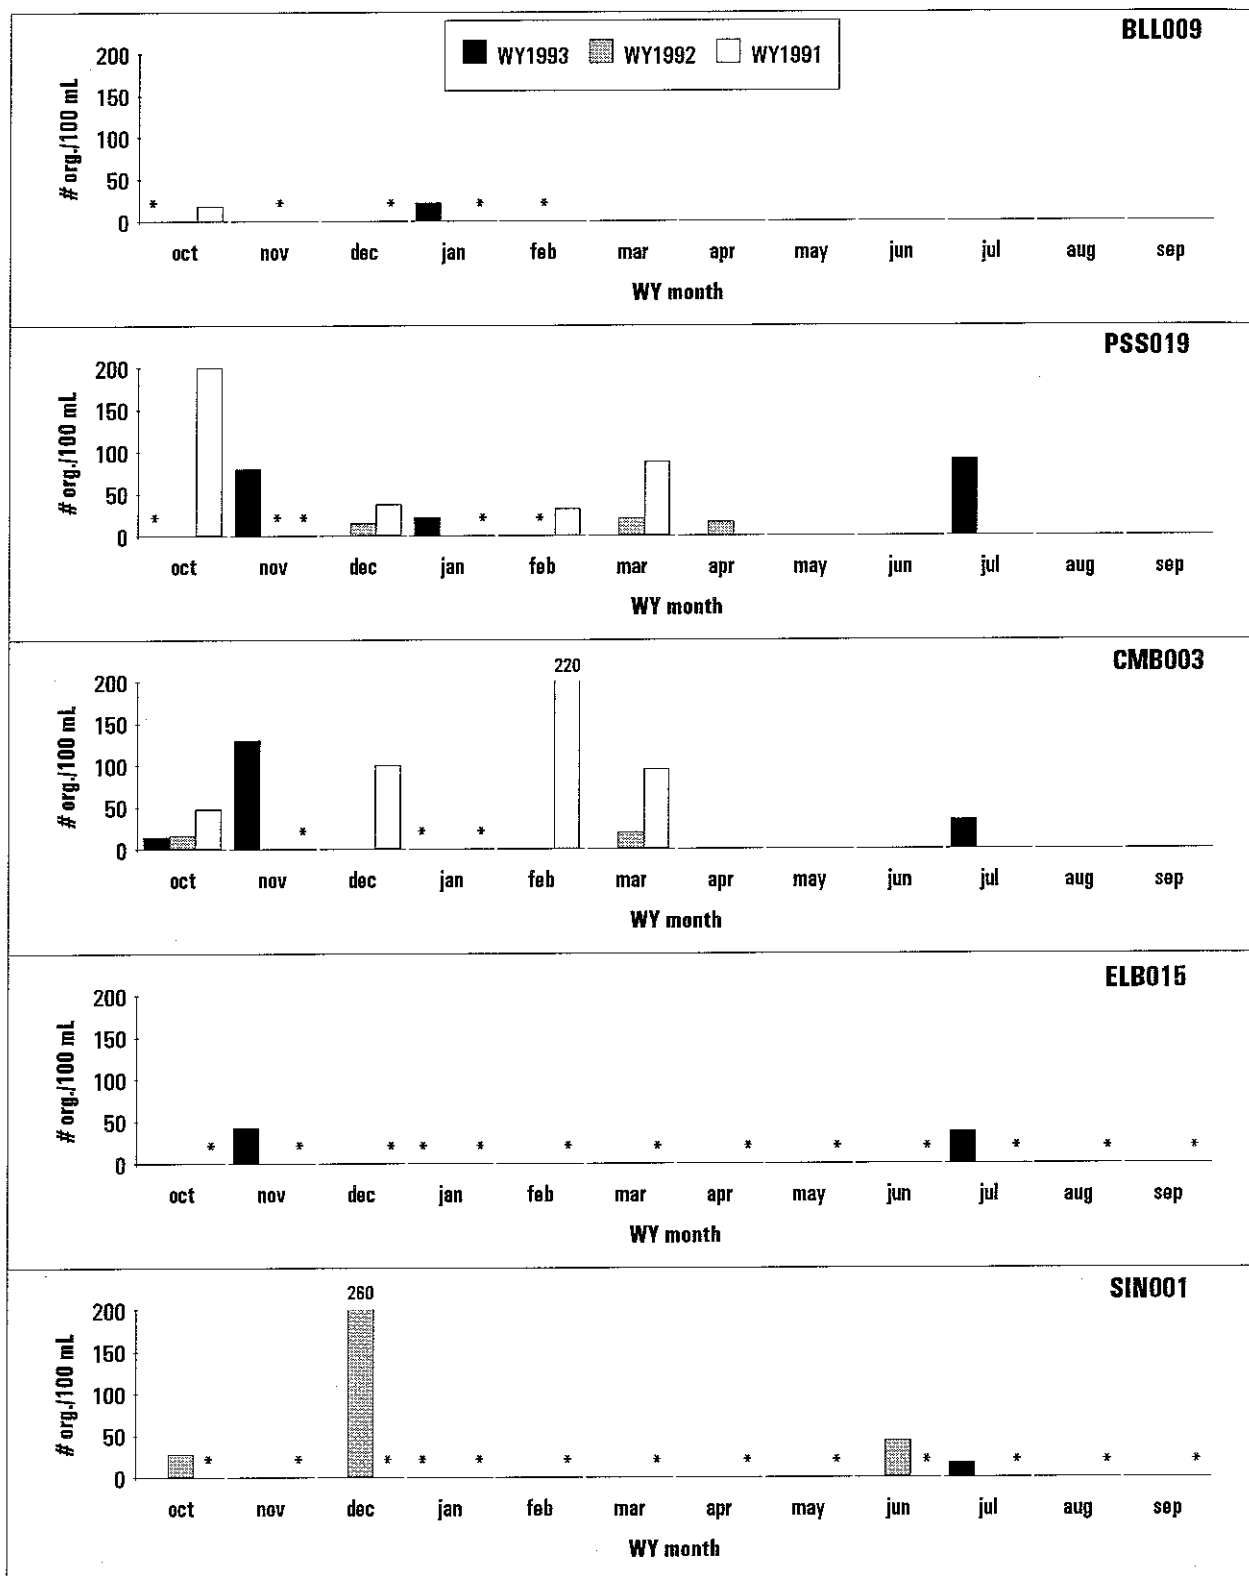 BLL009
WY1993 WY1992 WY1991
200
150
100
50
0
# org./100 mL
* * * * *
oct nov dec jan feb mar apr may jun jul aug sep
WY month
PSS019
200
150
100
50
0
# org./100 mL
* * * * *
oct nov dec jan feb mar apr may jun jul aug sep
WY month
CMB003
220
200
150
100
50
0
# org./100 mL
* * *
oct nov dec jan feb mar apr may jun jul aug sep
WY month
ELB015
200
150
100
50
0
# org./100 mL
* * * * * * * * * * * * *
oct nov dec jan feb mar apr may jun jul aug sep
WY month
SIN001
260
200
150
100
50
0
# org./100 mL
* * * * * * * * * * * * *
oct nov dec jan feb mar apr may jun jul aug sep
WY month